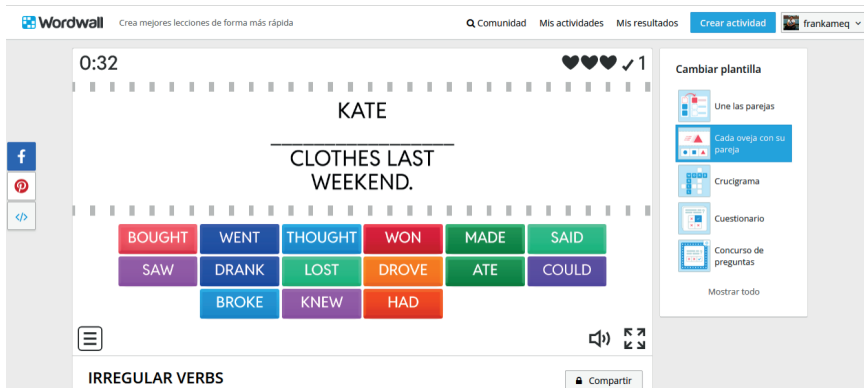 Wordwall Crea mejores lecciones de forma más rápida Comunidad Mis actividades Mis resultados Crear actividad frankameq
0:32 1
KATE
_______________
CLOTHES LAST
WEEKEND.
BOUGHT WENT THOUGHT WON MADE SAID
SAW DRANK LOST DROVE ATE COULD
BROKE KNEW HAD
IRREGULAR VERBS
Compartir
Cambiar plantilla
Une las parejas
Cada oveja con su
pareja
Crucigrama
Cuestionario
Concurso de
preguntas
Mostrar todo